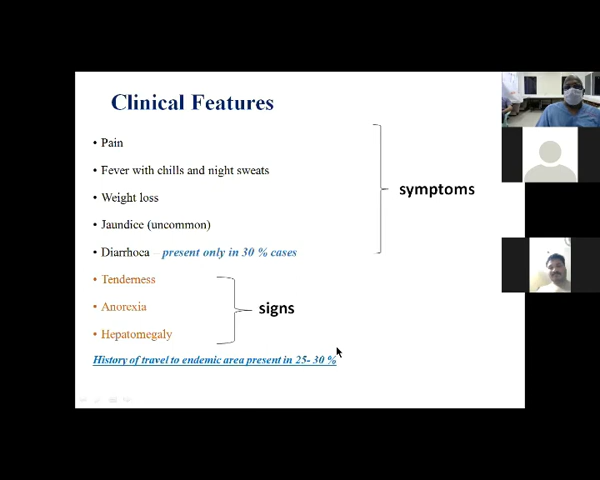 Clinical Features
• Pain
• Fever with chills and night sweats
• Weight loss
• Jaundice (uncommon)
• Diarrhoea – present only in 30 % cases
symptoms
• Tenderness
• Anorexia
• Hepatomegaly
signs
History of travel to endemic area present in 25- 30 %